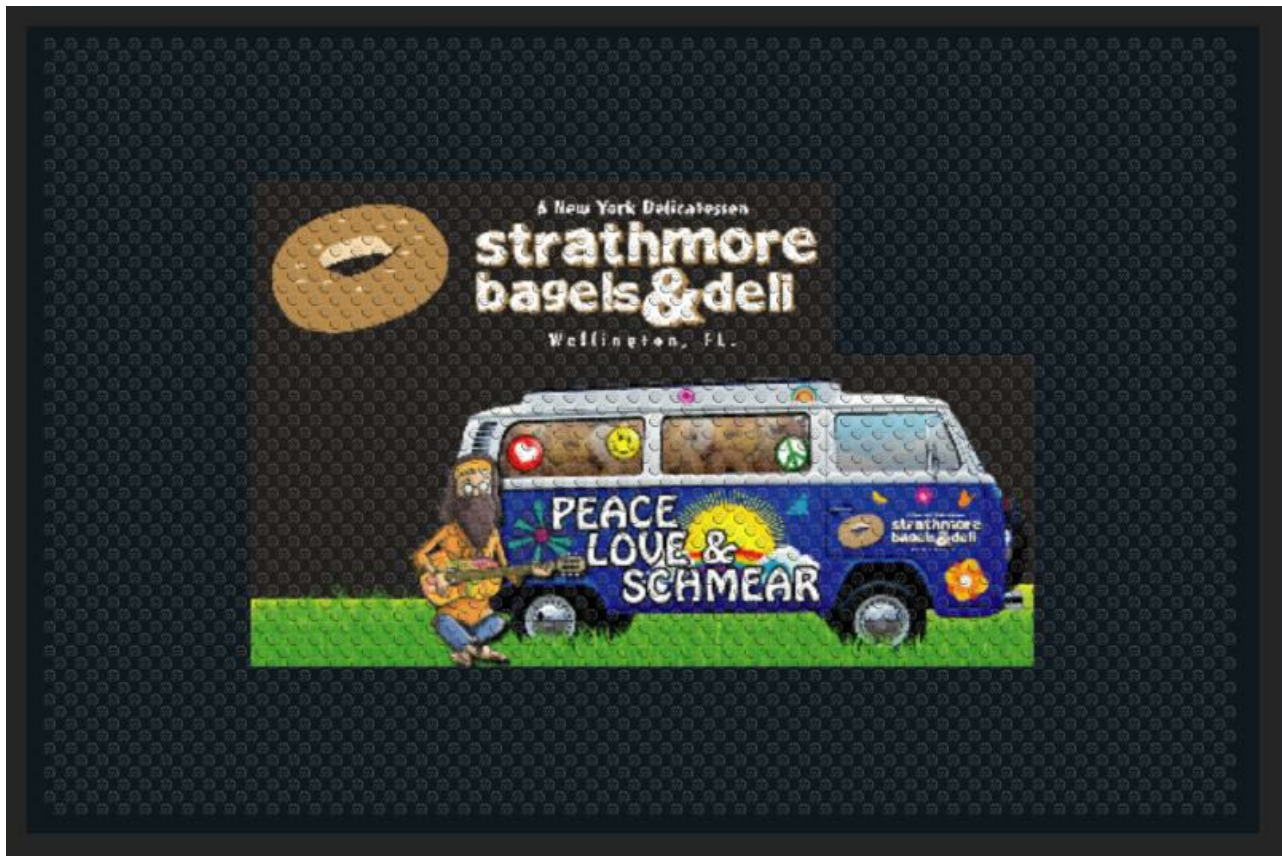 A New York Delicatessen
strathmore
bagels & deli
Wellington, FL.
PEACE
LOVE &
SCHMEAR
strathmore
bagels & deli